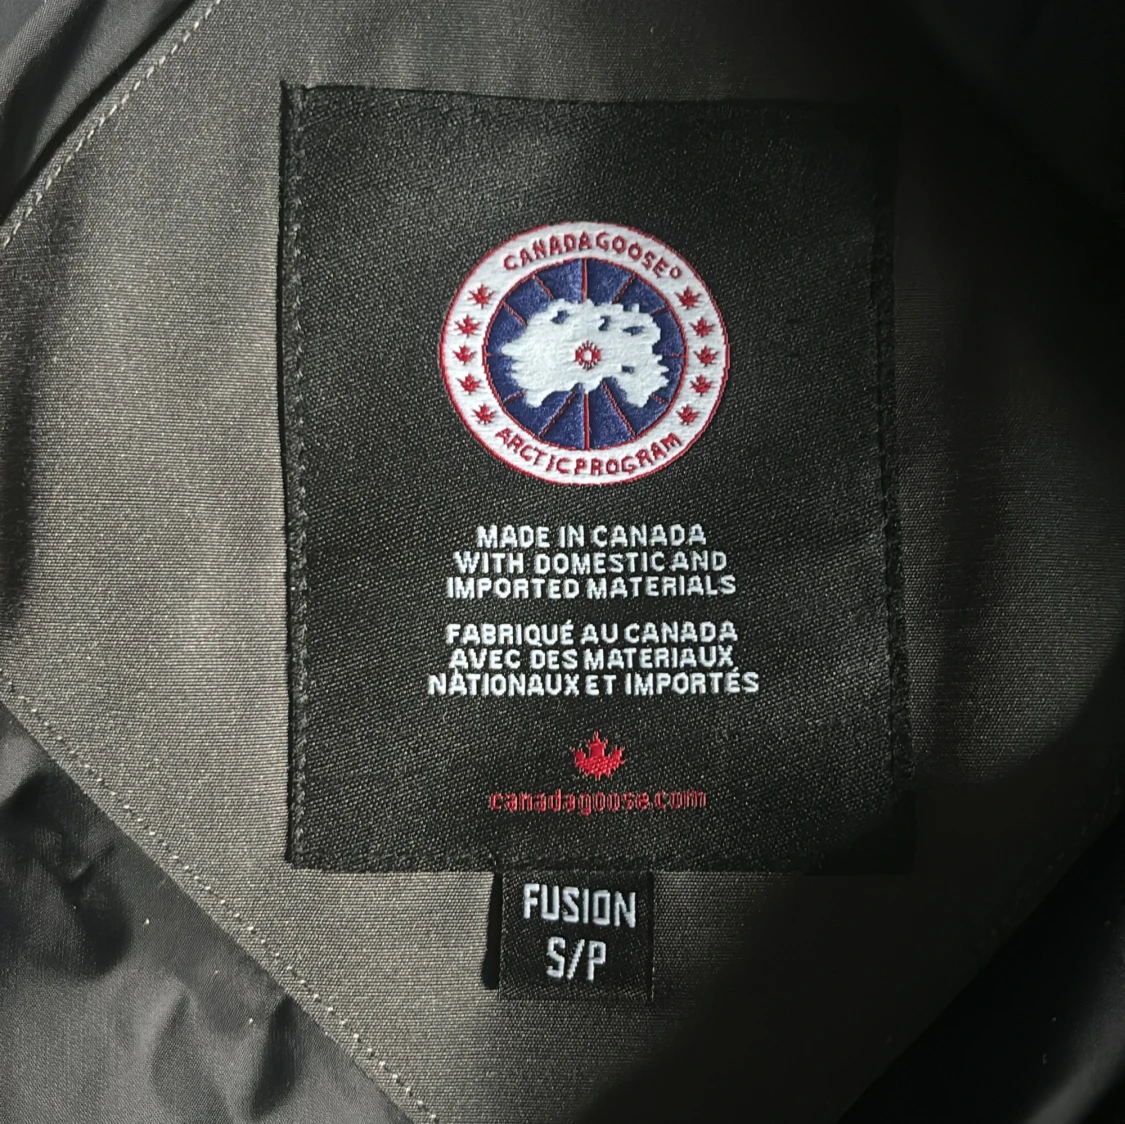 CANADA GOOSE®
ARCTIC PROGRAM
MADE IN CANADA
WITH DOMESTIC AND
IMPORTED MATERIALS
FABRIQUÉ AU CANADA
AVEC DES MATERIAUX
NATIONAUX ET IMPORTÉS
canadagoose.com
FUSION
S/P